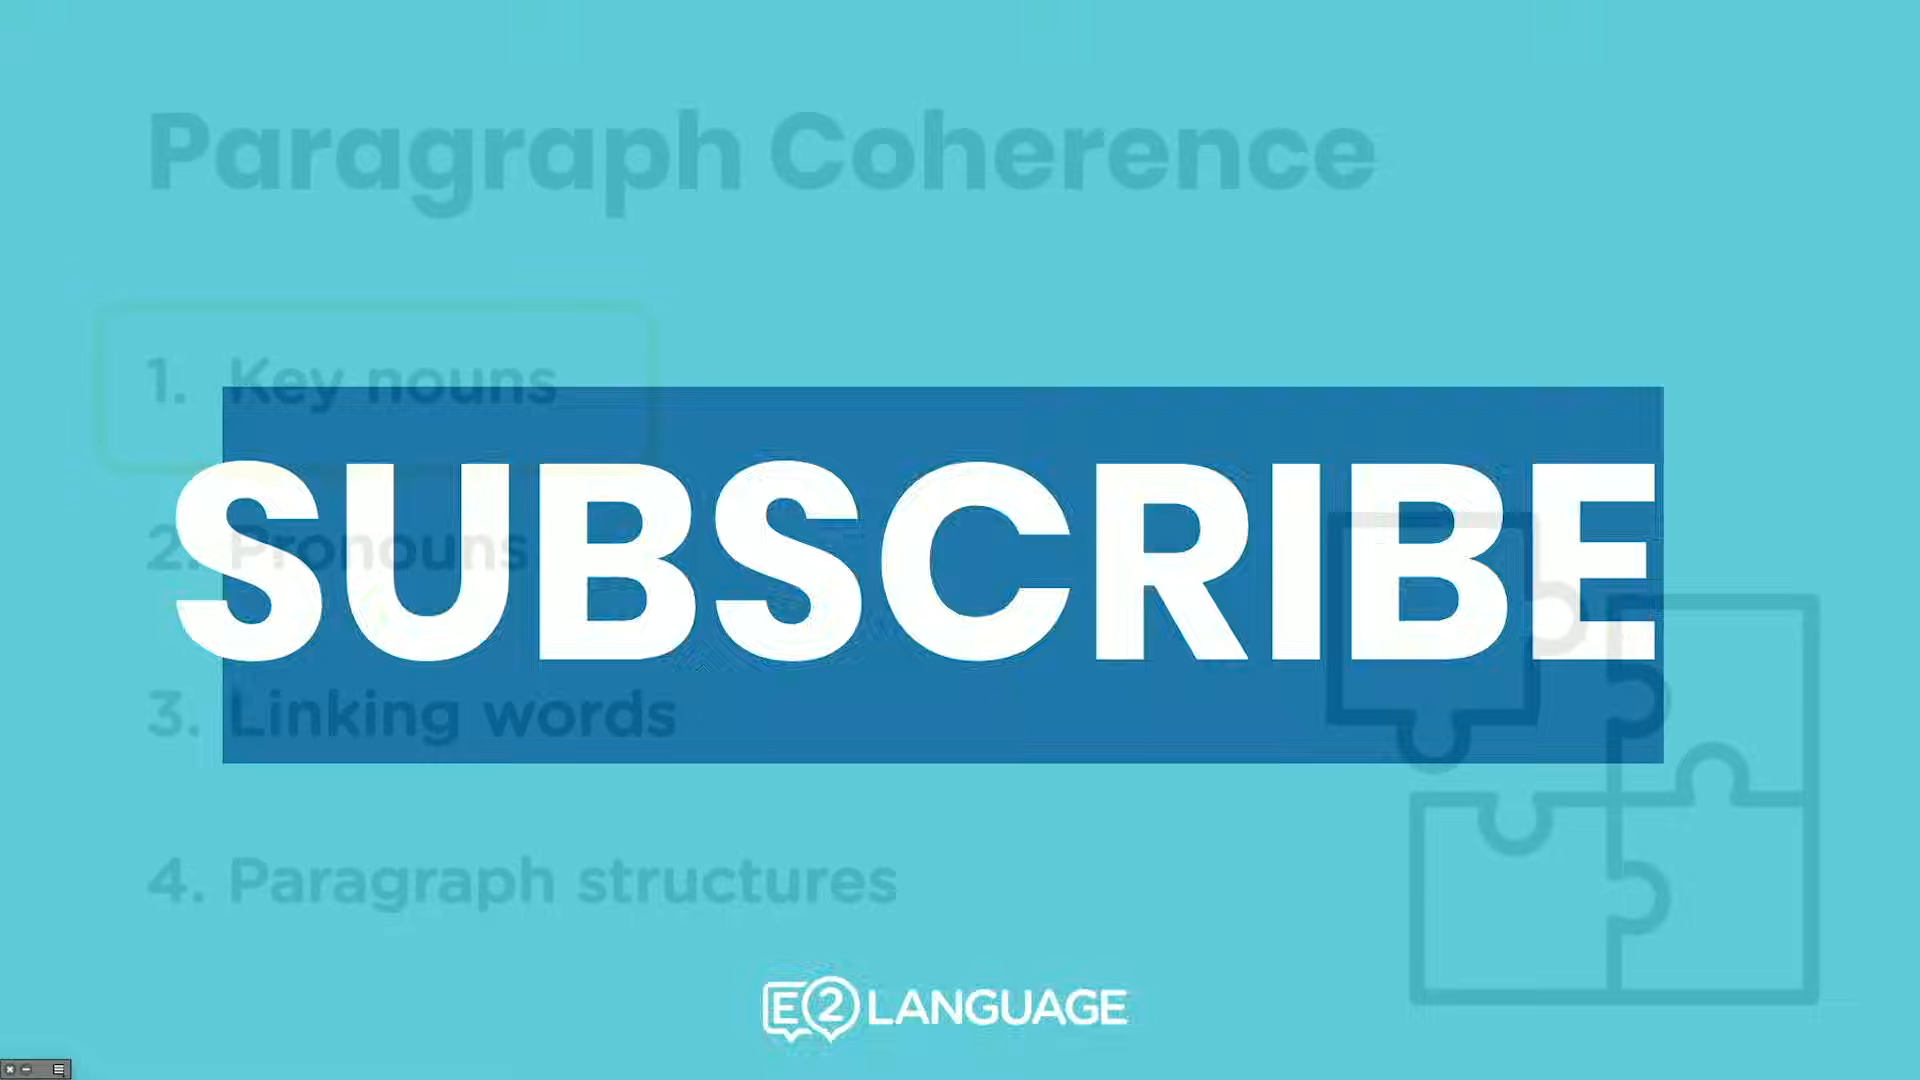 Paragraph Coherence
1. Key nouns
SUBSCRIBE
2. Pronouns
3. Linking words
4. Paragraph structures
E2 LANGUAGE